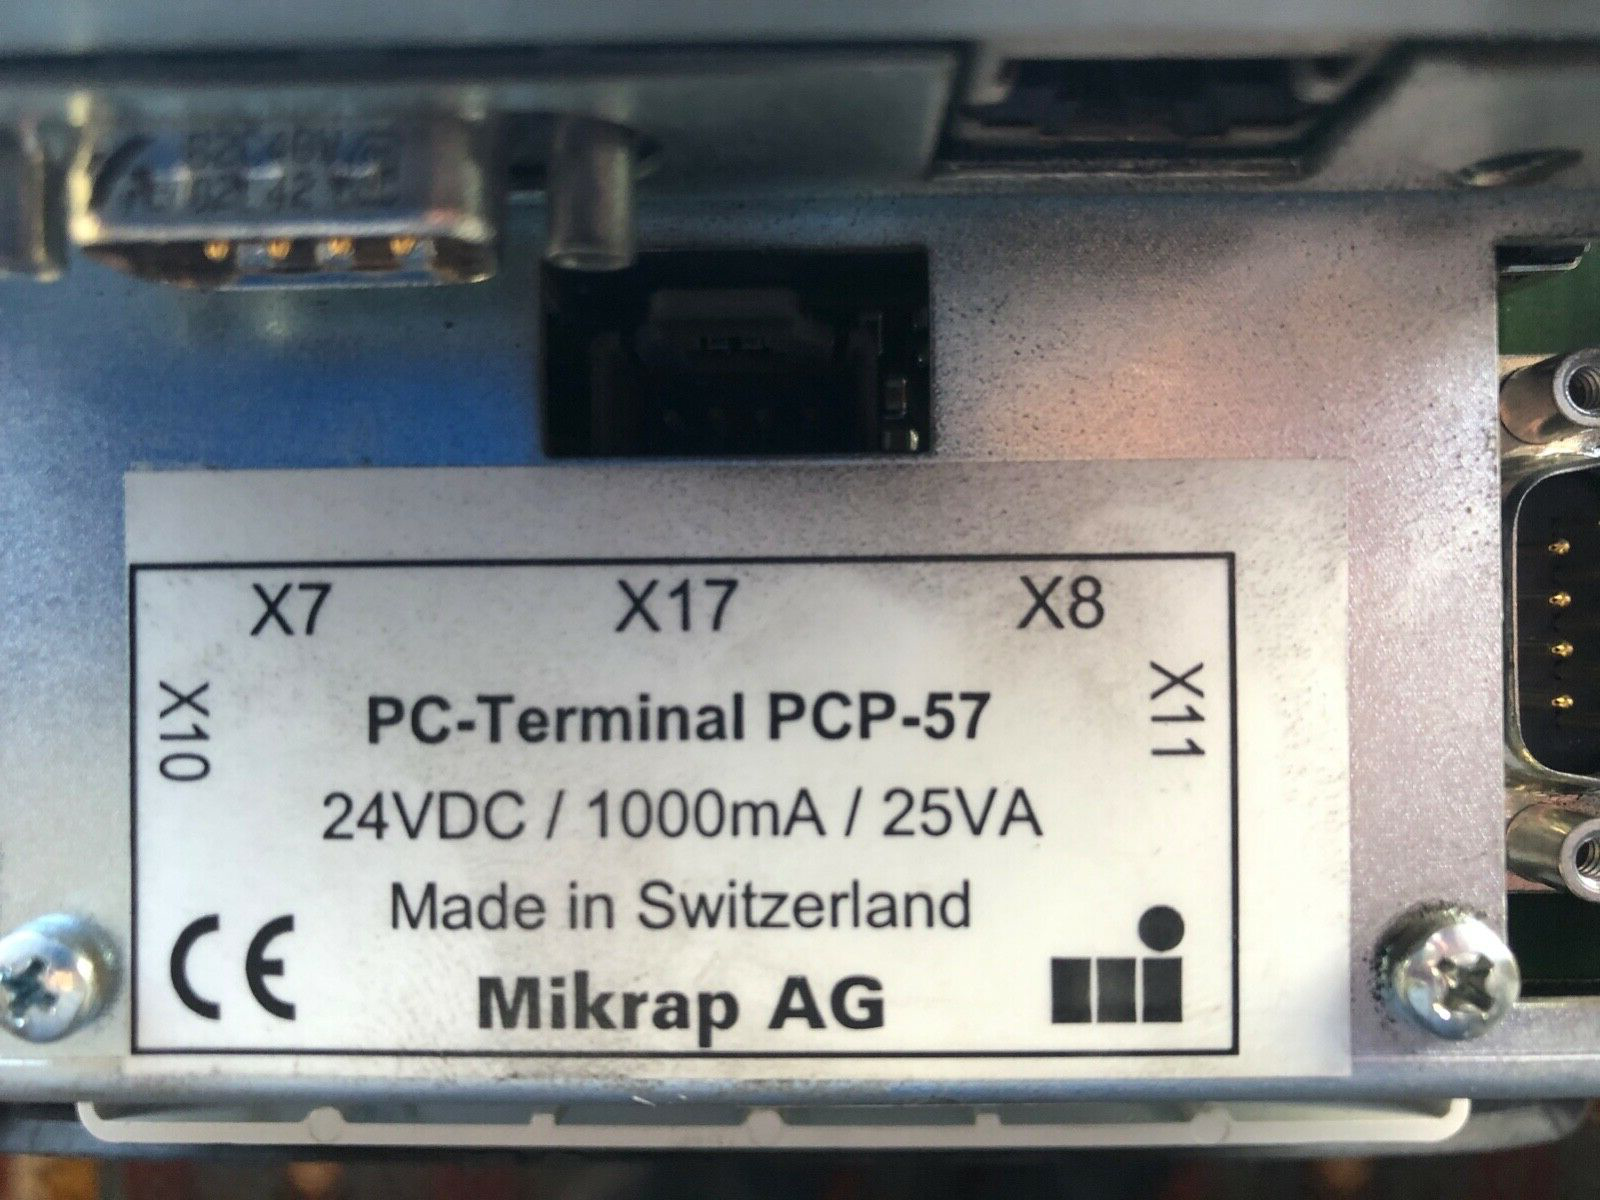 X7 X17 X8
X10
X11
PC-Terminal PCP-57
24VDC / 1000mA / 25VA
Made in Switzerland
CE
Mikrap AG